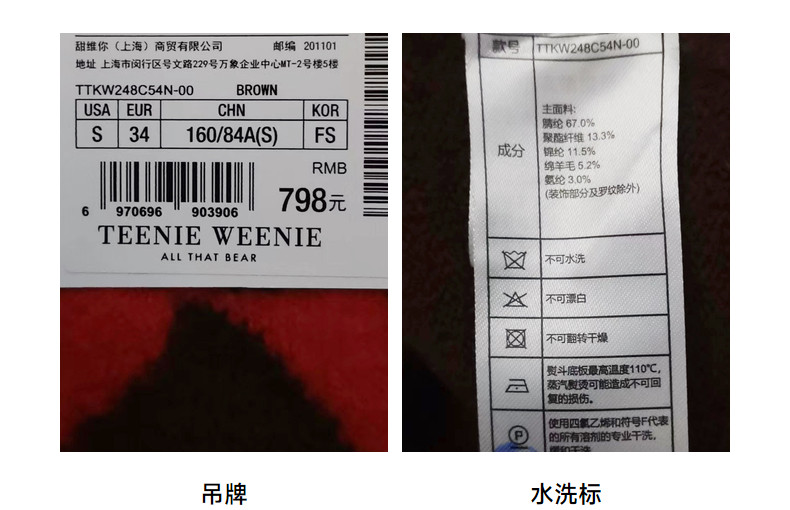 甜维你（上海）商贸有限公司 邮编 201101
地址 上海市闵行区号文路229号万象企业中心MT-2号楼5楼
TTKW248C54N-00 BROWN
USA EUR CHN KOR
S 34 160/84A(S) FS
RMB
798元
6 970696 903906
TEENIE WEENIE
ALL THAT BEAR
款号 TTKW248C54N-00
成分
主面料:
腈纶 67.0%
聚酯纤维 13.3%
锦纶 11.5%
绵羊毛 5.2%
氨纶 3.0%
(装饰部分及罗纹除外)
不可水洗
不可漂白
不可翻转干燥
熨斗底板最高温度110℃,
蒸汽熨烫可能造成不可回
复的损伤。
P 使用四氯乙烯和符号F代表
的所有溶剂的专业干洗,
缓和干洗
吊牌
水洗标